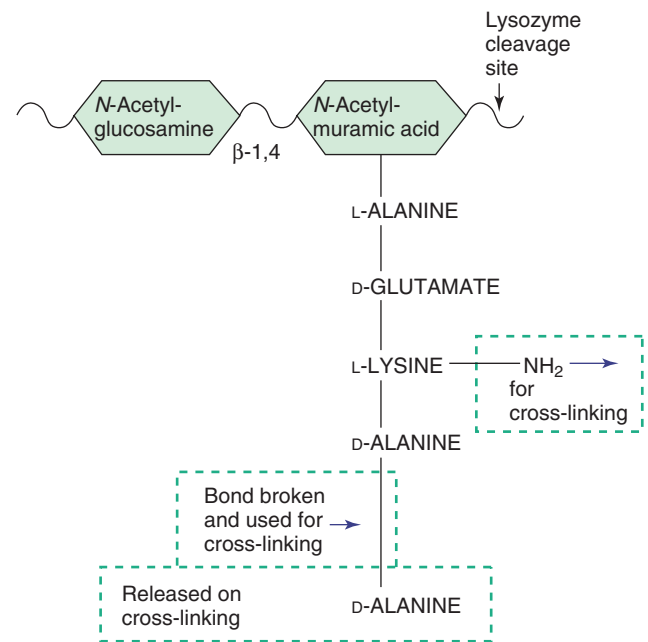 Lysozyme
cleavage
site
N-Acetyl-
glucosamine
β-1,4
N-Acetyl-
muramic acid
L-ALANINE
D-GLUTAMATE
L-LYSINE
NH₂
for
cross-linking
D-ALANINE
Bond broken
and used for
cross-linking
Released on
cross-linking
D-ALANINE